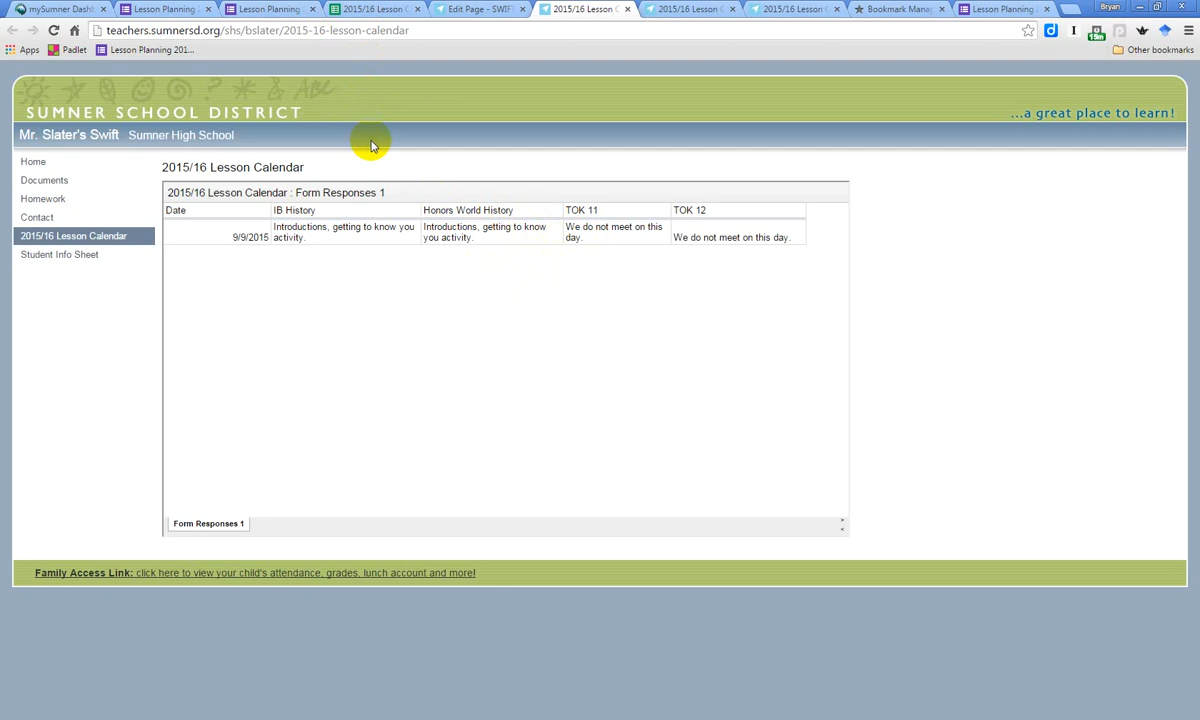 mySumner Dashb
Lesson Planning
Lesson Planning
2015/16 Lesson C
Edit Page - SWIF
2015/16 Lesson C
2015/16 Lesson C
2015/16 Lesson C
Bookmark Mana
Lesson Planning
Bryan
teachers.sumnersd.org/shs/bslater/2015-16-lesson-calendar
Apps
Padlet
Lesson Planning 201...
Other bookmarks
ABC
SUMNER SCHOOL DISTRICT
...a great place to learn!
Mr. Slater's Swift Sumner High School
Home
Documents
Homework
Contact
2015/16 Lesson Calendar
Student Info Sheet
2015/16 Lesson Calendar
2015/16 Lesson Calendar : Form Responses 1
Date IB History Honors World History TOK 11 TOK 12
9/9/2015
Introductions, getting to know you
activity.
Introductions, getting to know
you activity.
We do not meet on this
day.
We do not meet on this day.
Form Responses 1
Family Access Link: click here to view your child's attendance, grades, lunch account and more!